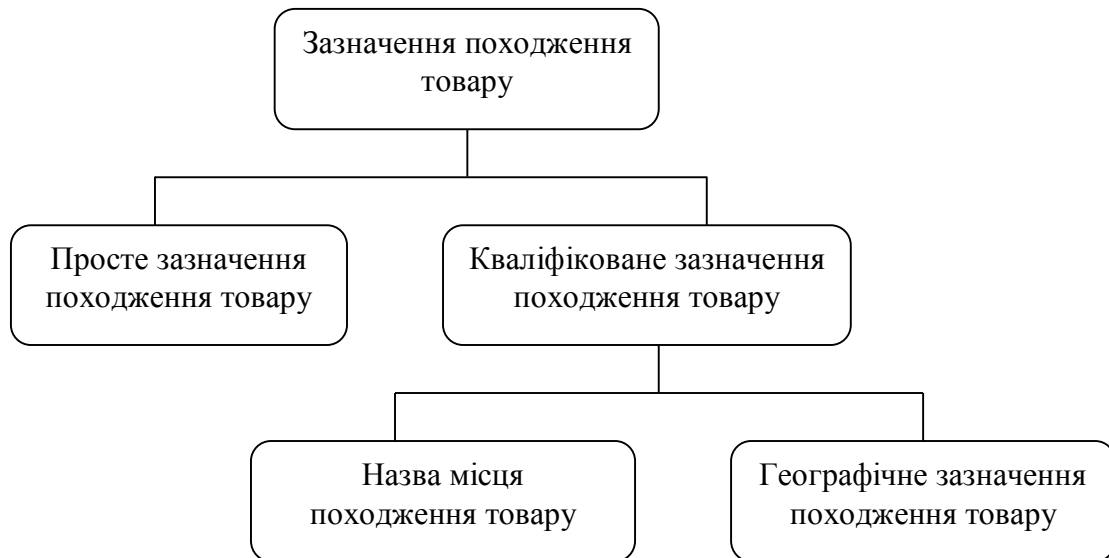 Зазначення походження
товару
Просте зазначення
походження товару
Кваліфіковане зазначення
походження товару
Назва місця
походження товару
Географічне зазначення
походження товару